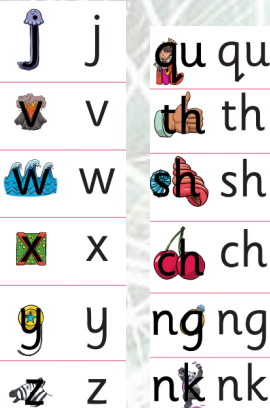 j j
v v
w w
x x
y y
z z
qu qu
th th
sh sh
ch ch
ng ng
nk nk